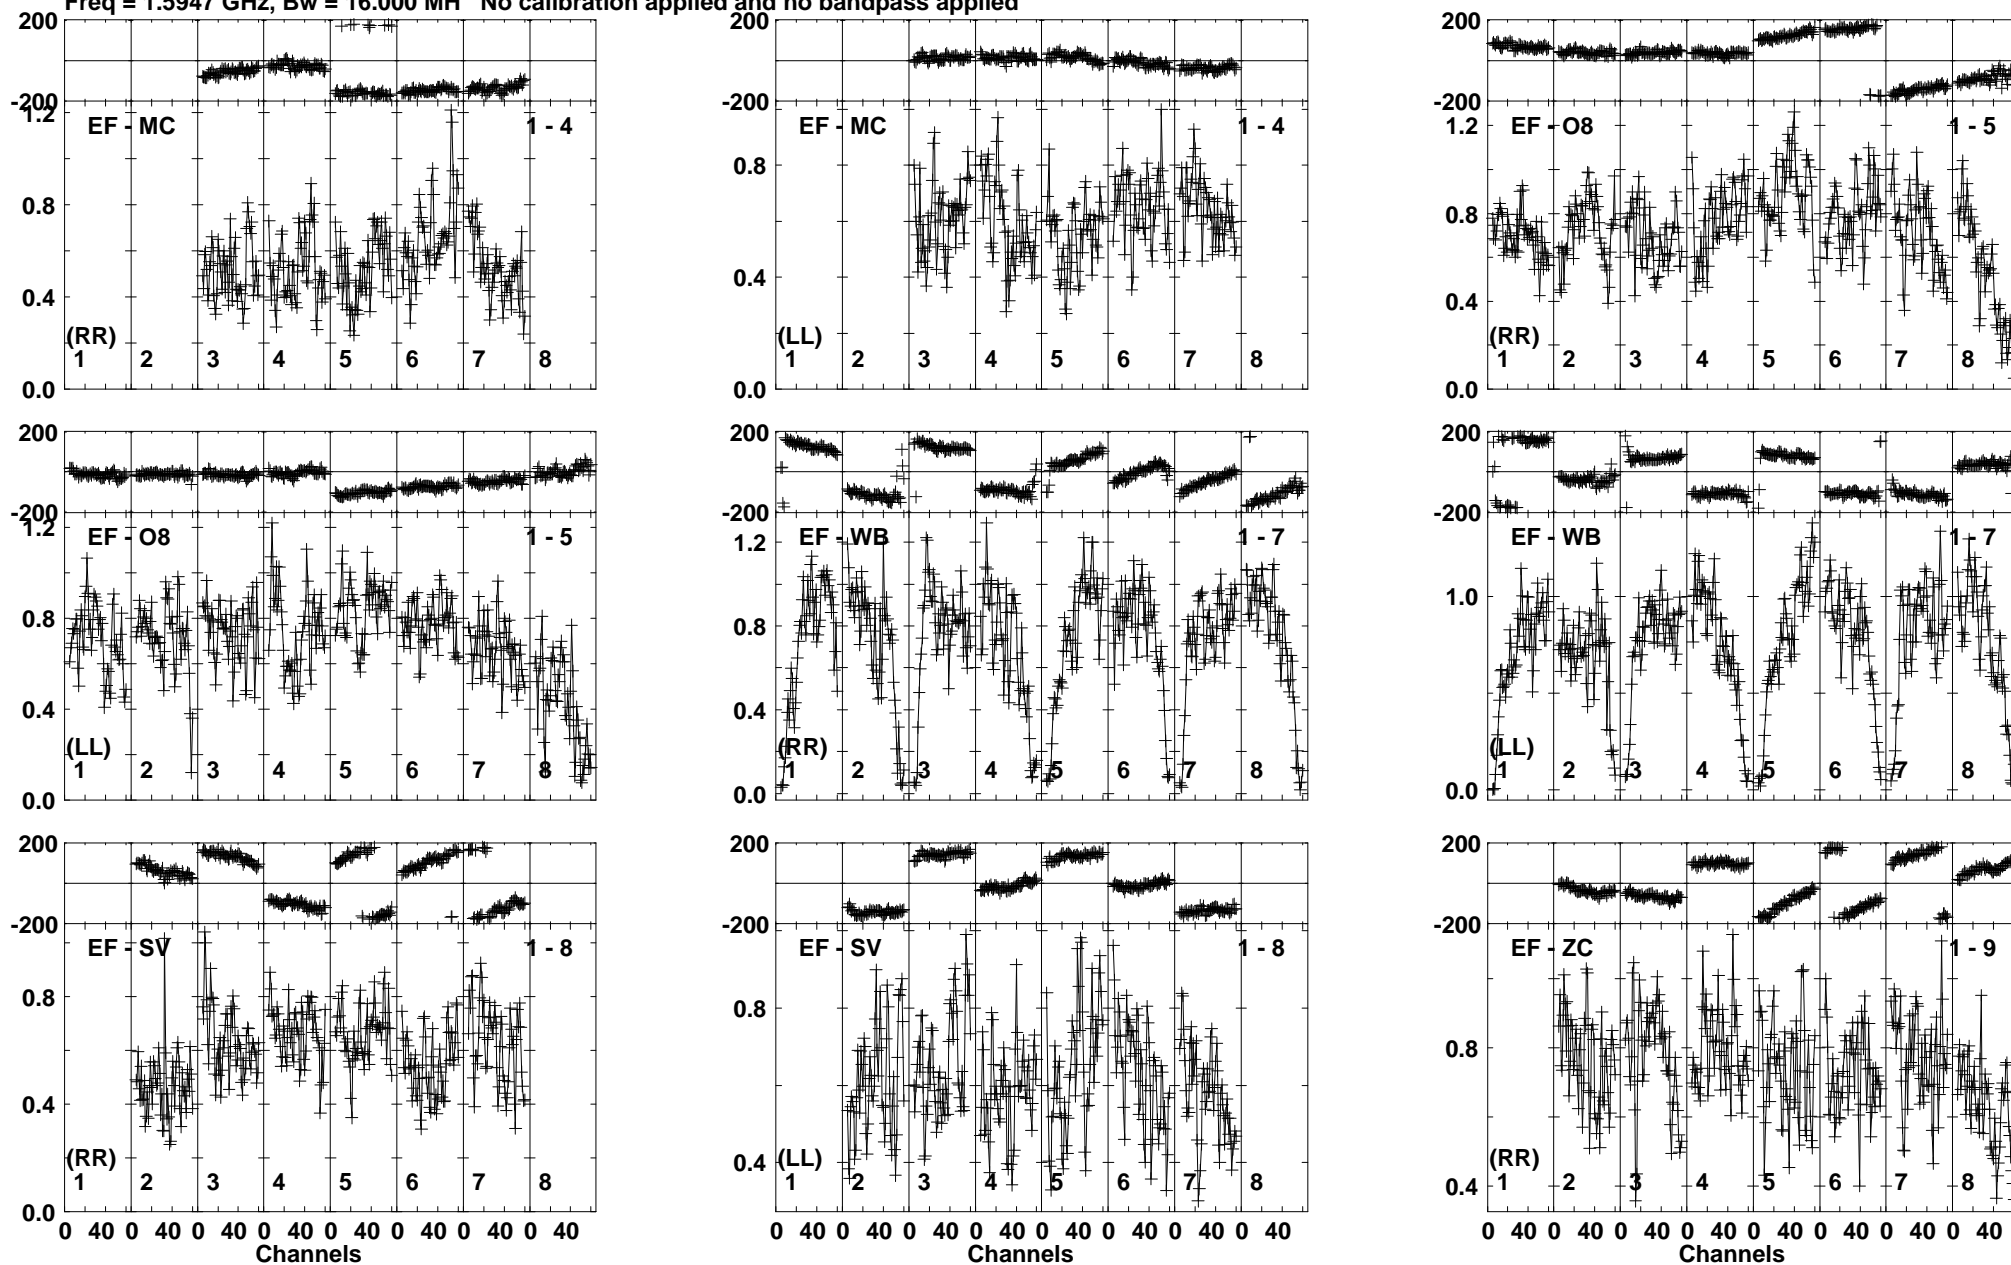 Freq = 1.5947 GHz, Bw = 16.000 MH No calibration applied and no bandpass applied
200 200 200
-200 -200 -200
EF - MC 1 - 4 EF - MC 1 - 4 EF - O8 1 - 5
1.2 1.2
0.8 0.8 0.8
0.4 0.4 0.4
(RR) (LL) (RR)
1 2 3 4 5 6 7 8 1 2 3 4 5 6 7 8 1 2 3 4 5 6 7 8
0.0 0.0 0.0
200 200 200
-200 -200 -200
EF - O8 1 - 5 EF - WB 1 - 7 EF - WB 1 - 7
1.2 1.2
0.8 0.8 1.0
0.4 0.4
(LL) (RR) (LL)
1 2 3 4 5 6 7 8 1 2 3 4 5 6 7 8 1 2 3 4 5 6 7 8
0.0 0.0 0.0
200 200 200
-200 -200 -200
EF - SV 1 - 8 EF - SV 1 - 8 EF - ZC 1 - 9
0.8 0.8 0.8
0.4 0.4 0.4
(RR) (LL) (RR)
1 2 3 4 5 6 7 8 1 2 3 4 5 6 7 8 1 2 3 4 5 6 7 8
0.0
0 40 0 40 0 40 0 40 0 40 0 40 0 40 0 40 0 40 0 40 0 40 0 40 0 40 0 40 0 40 0 40 0 40 0 40 0 40 0 40 0 40 0 40 0 40 0 40
Channels Channels Channels